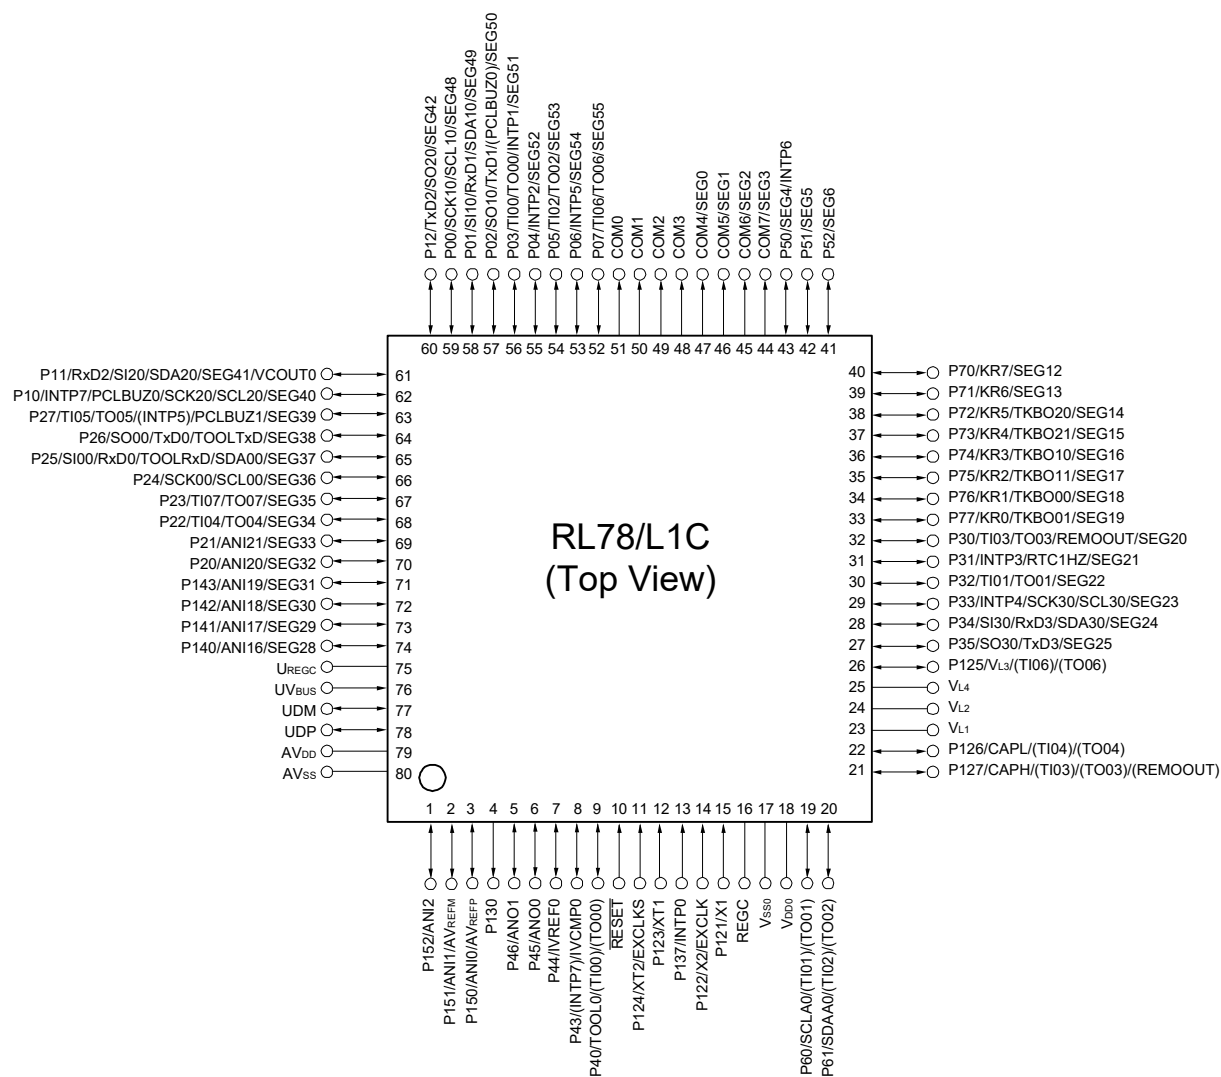 P12/TxD2/SO20/SEG42
P00/SCK10/SCL10/SEG48
P01/SI10/RxD1/SDA10/SEG49
P02/SO10/TxD1/(PCLBUZ0)/SEG50
P03/TI00/TO00/INTP1/SEG51
P04/INTP2/SEG52
P05/TI02/TO02/SEG53
P06/INTP5/SEG54
P07/TI06/TO06/SEG55
COM0
COM1
COM2
COM3
COM4/SEG0
COM5/SEG1
COM6/SEG2
COM7/SEG3
P50/SEG4/INTP6
P51/SEG5
P52/SEG6
60 59 58 57 56 55 54 53 52 51 50 49 48 47 46 45 44 43 42 41
P11/RxD2/SI20/SDA20/SEG41/VCOUT0 61
P10/INTP7/PCLBUZ0/SCK20/SCL20/SEG40 62
P27/TI05/TO05/(INTP5)/PCLBUZ1/SEG39 63
P26/SO00/TxD0/TOOLTxD/SEG38 64
P25/SI00/RxD0/TOOLRxD/SDA00/SEG37 65
P24/SCK00/SCL00/SEG36 66
P23/TI07/TO07/SEG35 67
P22/TI04/TO04/SEG34 68
P21/ANI21/SEG33 69
P20/ANI20/SEG32 70
P143/ANI19/SEG31 71
P142/ANI18/SEG30 72
P141/ANI17/SEG29 73
P140/ANI16/SEG28 74
UREGC 75
UVBUS 76
UDM 77
UDP 78
AVDD 79
AVSS 80
RL78/L1C
(Top View)
40 P70/KR7/SEG12
39 P71/KR6/SEG13
38 P72/KR5/TKBO20/SEG14
37 P73/KR4/TKBO21/SEG15
36 P74/KR3/TKBO10/SEG16
35 P75/KR2/TKBO11/SEG17
34 P76/KR1/TKBO00/SEG18
33 P77/KR0/TKBO01/SEG19
32 P30/TI03/TO03/REMOOUT/SEG20
31 P31/INTP3/RTC1HZ/SEG21
30 P32/TI01/TO01/SEG22
29 P33/INTP4/SCK30/SCL30/SEG23
28 P34/SI30/RxD3/SDA30/SEG24
27 P35/SO30/TxD3/SEG25
26 P125/VL3/(TI06)/(TO06)
25 VL4
24 VL2
23 VL1
22 P126/CAPL/(TI04)/(TO04)
21 P127/CAPH/(TI03)/(TO03)/(REMOOUT)
1 2 3 4 5 6 7 8 9 10 11 12 13 14 15 16 17 18 19 20
P152/ANI2
P151/ANI1/AVREFM
P150/ANI0/AVREFP
P130
P46/ANO1
P45/ANO0
P44/IVREF0
P43/(INTP7)/IVCMP0
P40/TOOL0/(TI00)/(TO00)
RESET
P124/XT2/EXCLKS
P123/XT1
P137/INTP0
P122/X2/EXCLK
P121/X1
REGC
VSS0
VDD0
P60/SCLA0/(TI01)/(TO01)
P61/SDAA0/(TI02)/(TO02)